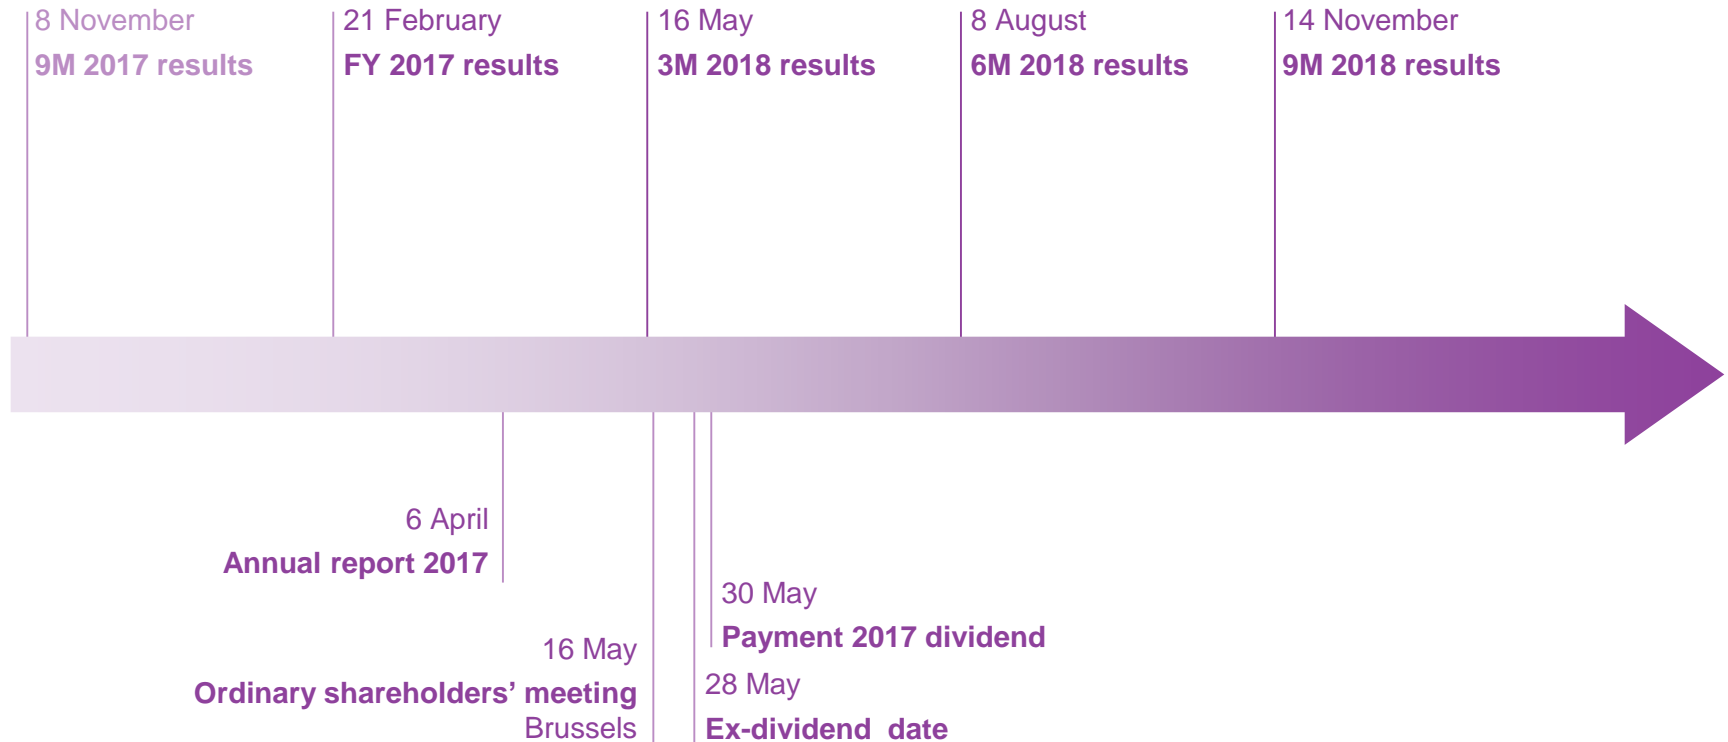 8 November
9M 2017 results
21 February
FY 2017 results
16 May
3M 2018 results
8 August
6M 2018 results
14 November
9M 2018 results
6 April
Annual report 2017
16 May
Ordinary shareholders’ meeting
Brussels
30 May
Payment 2017 dividend
28 May
Ex-dividend date